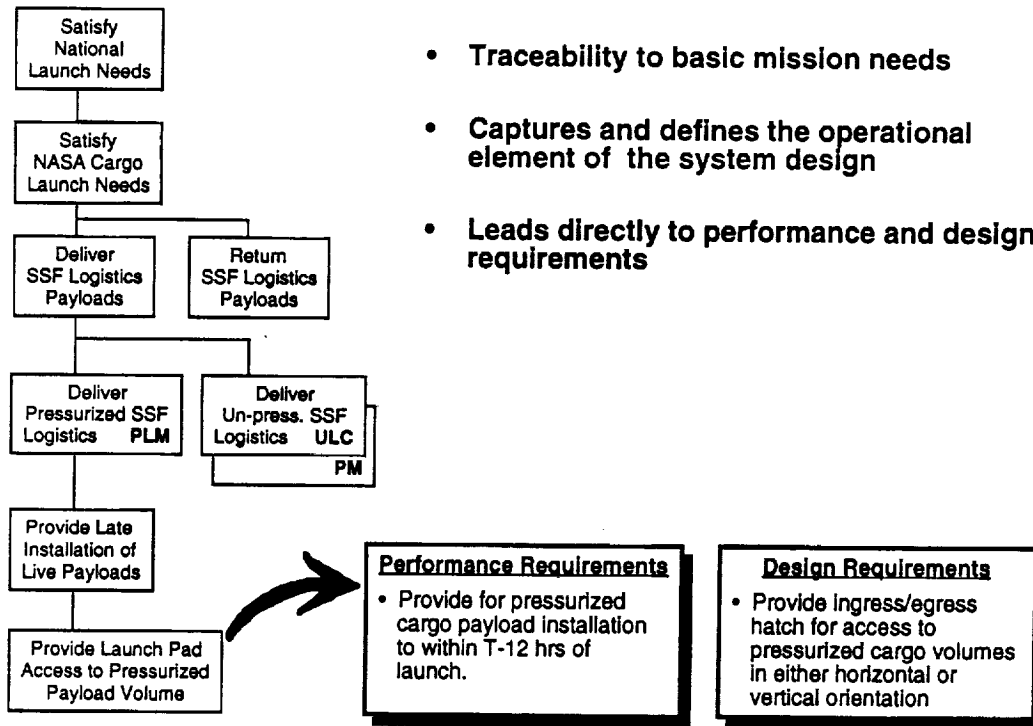 Satisfy
National
Launch Needs
Satisfy
NASA Cargo
Launch Needs
Deliver
SSF Logistics
Payloads
Return
SSF Logistics
Payloads
Deliver
Pressurized SSF
Logistics PLM
Deliver
Un-press. SSF
Logistics ULC
PM
Provide Late
Installation of
Live Payloads
Provide Launch Pad
Access to Pressurized
Payload Volume
• Traceability to basic mission needs
• Captures and defines the operational
element of the system design
• Leads directly to performance and design
requirements
Performance Requirements
• Provide for pressurized
cargo payload installation
to within T-12 hrs of
launch.
Design Requirements
• Provide ingress/egress
hatch for access to
pressurized cargo volumes
in either horizontal or
vertical orientation